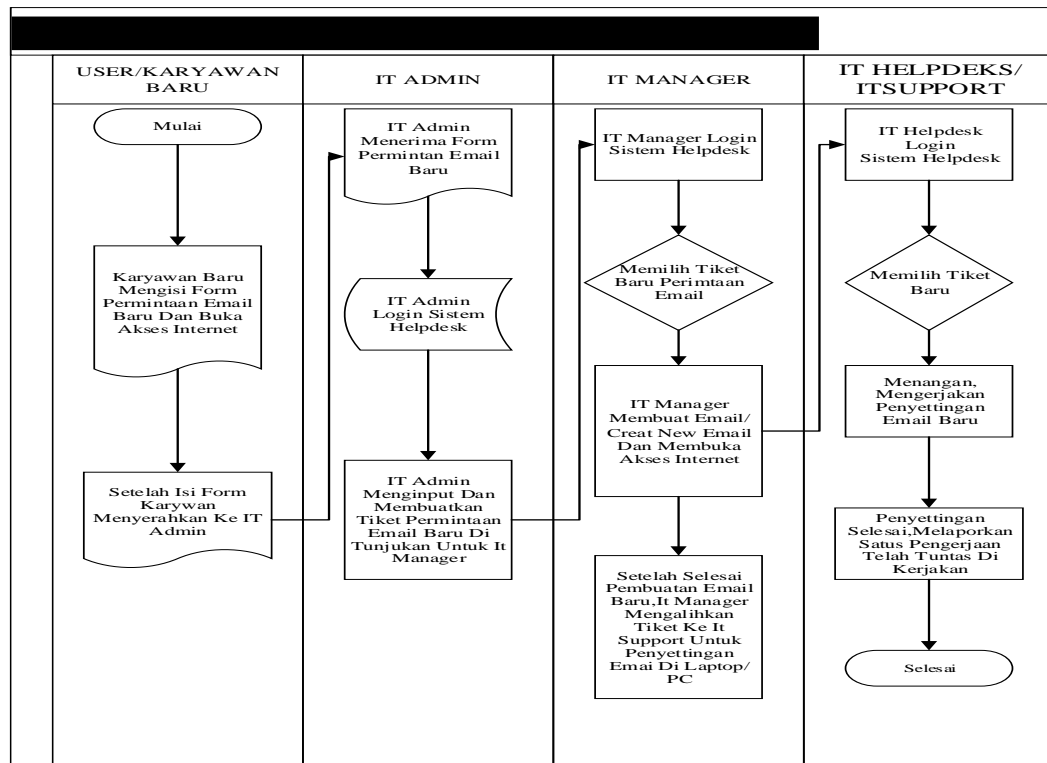 USER/KARYAWAN
BARU
IT ADMIN
IT MANAGER
IT HELPDEKS/
ITSUPPORT
Mulai
Karyawan Baru
Mengisi Form
Permintaan Email
Baru Dan Buka
Akses Internet
Setelah Isi Form
Karywan
Menyerahkan Ke IT
Admin
IT Admin
Menerima Form
Permintan Email
Baru
IT Admin
Login Sistem
Helpdesk
IT Admin
Menginput Dan
Membuatkan
Tiket Permintaan
Email Baru Di
Tunjukan Untuk It
Manager
IT Manager Login
Sistem Helpdesk
Memilih Tiket
Baru Perimtaan
Email
IT Manager
Membuat Email/
Creat New Email
Dan Membuka
Akses Internet
Setelah Selesai
Pembuatan Email
Baru,It Manager
Mengalihkan
Tiket Ke It
Support Untuk
Penyettingan
Emai Di Laptop/
PC
IT Helpdesk
Login
Sistem Helpdesk
Memilih Tiket
Baru
Menangan,
Mengerjakan
Penyettingan
Email Baru
Penyettingan
Selesai,Melaporkan
Satus Pengerjaan
Telah Tuntas Di
Kerjakan
Selesai